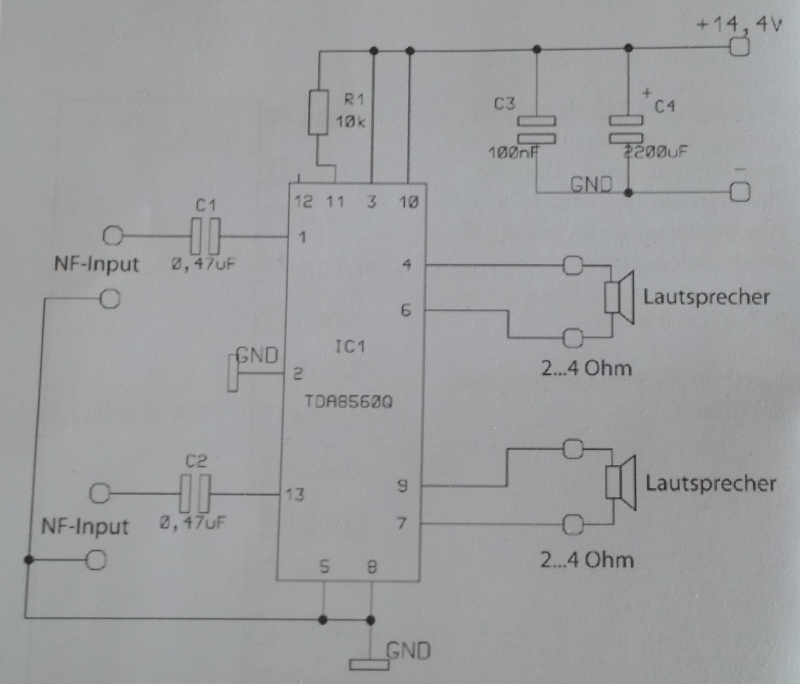 +14,4V
R1
10k
C3
100nF
+
C4
2200uF
-
GND
12 11 3 10
C1
0,47uF
NF-Input
1
4
6
Lautsprecher
2...4 Ohm
GND
2
IC1
TDA8560Q
C2
0,47uF
NF-Input
13
9
7
Lautsprecher
2...4 Ohm
5 8
GND